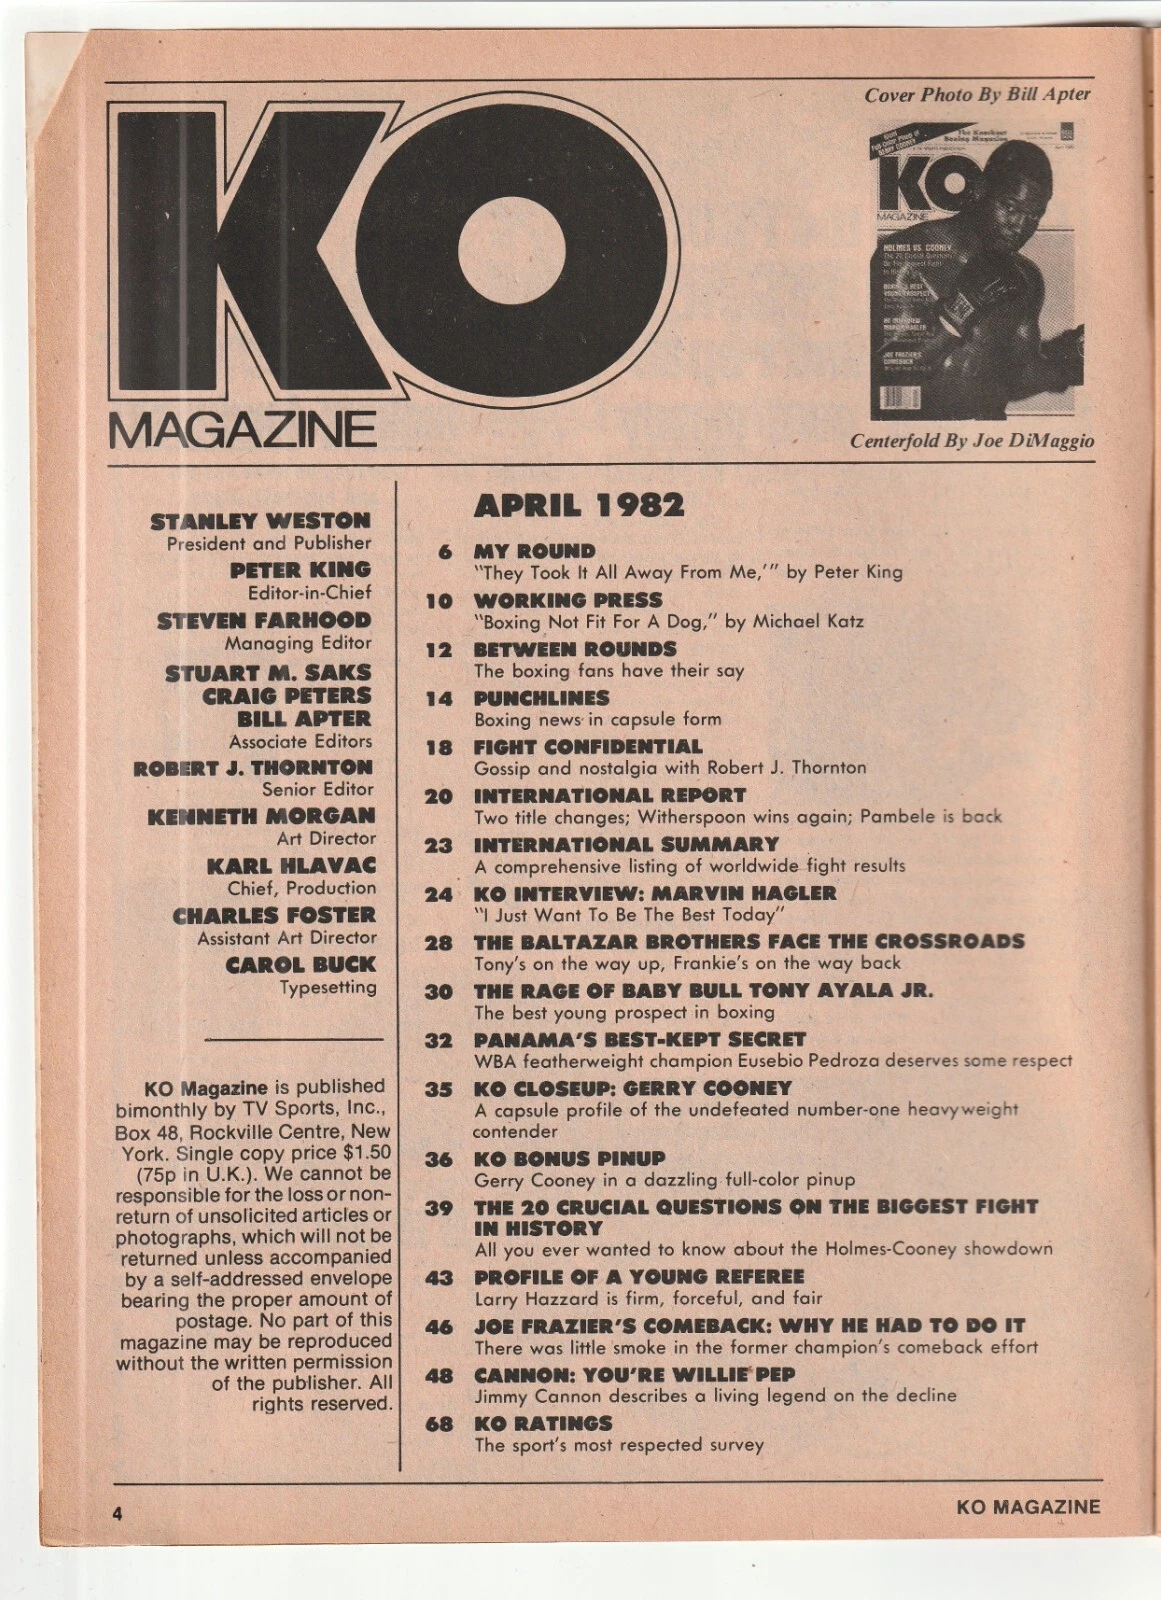 Cover Photo By Bill Apter
KO
MAGAZINE
The Knockout
Boxing Magazine
KO
MAGAZINE
HOLMES VS. COONEY
JOE FRAZIER'S
COMEBACK
Centerfold By Joe DiMaggio
STANLEY WESTON
President and Publisher
PETER KING
Editor-in-Chief
STEVEN FARHOOD
Managing Editor
STUART M. SAKS
CRAIG PETERS
BILL APTER
Associate Editors
ROBERT J. THORNTON
Senior Editor
KENNETH MORGAN
Art Director
KARL HLAVAC
Chief, Production
CHARLES FOSTER
Assistant Art Director
CAROL BUCK
Typesetting
KO Magazine is published
bimonthly by TV Sports, Inc.,
Box 48, Rockville Centre, New
York. Single copy price $1.50
(75p in U.K.). We cannot be
responsible for the loss or non-
return of unsolicited articles or
photographs, which will not be
returned unless accompanied
by a self-addressed envelope
bearing the proper amount of
postage. No part of this
magazine may be reproduced
without the written permission
of the publisher. All
rights reserved.
APRIL 1982
6 MY ROUND
"They Took It All Away From Me,'" by Peter King
10 WORKING PRESS
"Boxing Not Fit For A Dog," by Michael Katz
12 BETWEEN ROUNDS
The boxing fans have their say
14 PUNCHLINES
Boxing news in capsule form
18 FIGHT CONFIDENTIAL
Gossip and nostalgia with Robert J. Thornton
20 INTERNATIONAL REPORT
Two title changes; Witherspoon wins again; Pambele is back
23 INTERNATIONAL SUMMARY
A comprehensive listing of worldwide fight results
24 KO INTERVIEW: MARVIN HAGLER
"I Just Want To Be The Best Today"
28 THE BALTAZAR BROTHERS FACE THE CROSSROADS
Tony's on the way up, Frankie's on the way back
30 THE RAGE OF BABY BULL TONY AYALA JR.
The best young prospect in boxing
32 PANAMA'S BEST-KEPT SECRET
WBA featherweight champion Eusebio Pedroza deserves some respect
35 KO CLOSEUP: GERRY COONEY
A capsule profile of the undefeated number-one heavyweight
contender
36 KO BONUS PINUP
Gerry Cooney in a dazzling full-color pinup
39 THE 20 CRUCIAL QUESTIONS ON THE BIGGEST FIGHT
IN HISTORY
All you ever wanted to know about the Holmes-Cooney showdown
43 PROFILE OF A YOUNG REFEREE
Larry Hazzard is firm, forceful, and fair
46 JOE FRAZIER'S COMEBACK: WHY HE HAD TO DO IT
There was little smoke in the former champion's comeback effort
48 CANNON: YOU'RE WILLIE PEP
Jimmy Cannon describes a living legend on the decline
68 KO RATINGS
The sport's most respected survey
4
KO MAGAZINE